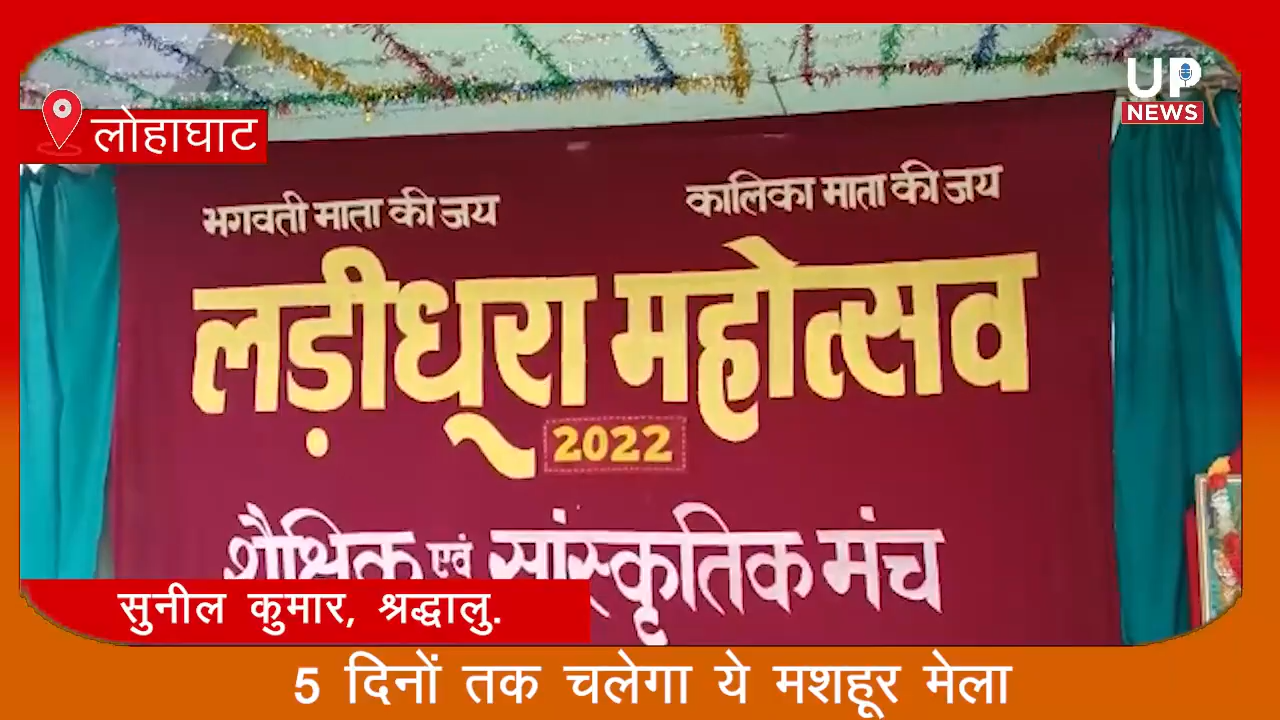 UP
NEWS
लोहाघाट
भगवती माता की जय
कालिका माता की जय
लड़ीधूरा महोत्सव
2022
शैक्षिक एवं सांस्कृतिक मंच
सुनील कुमार, श्रद्धालु.
5 दिनों तक चलेगा ये मशहूर मेला